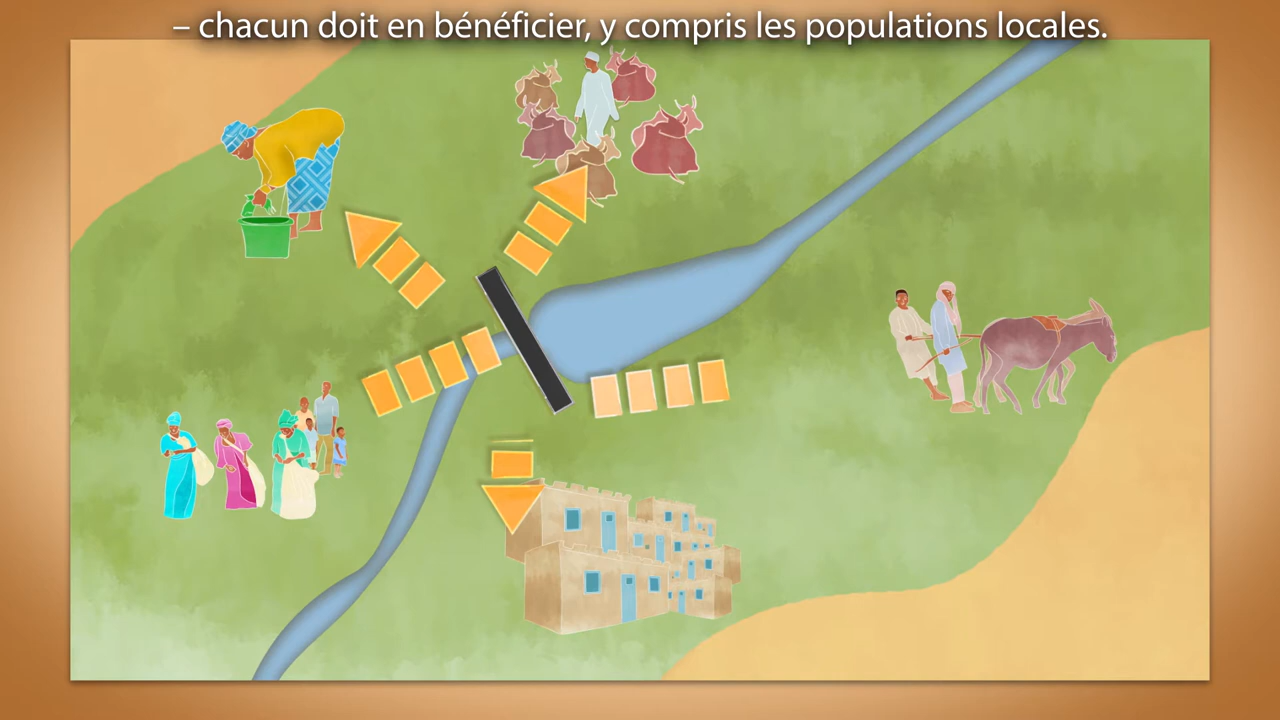 – chacun doit en bénéficier, y compris les populations locales.